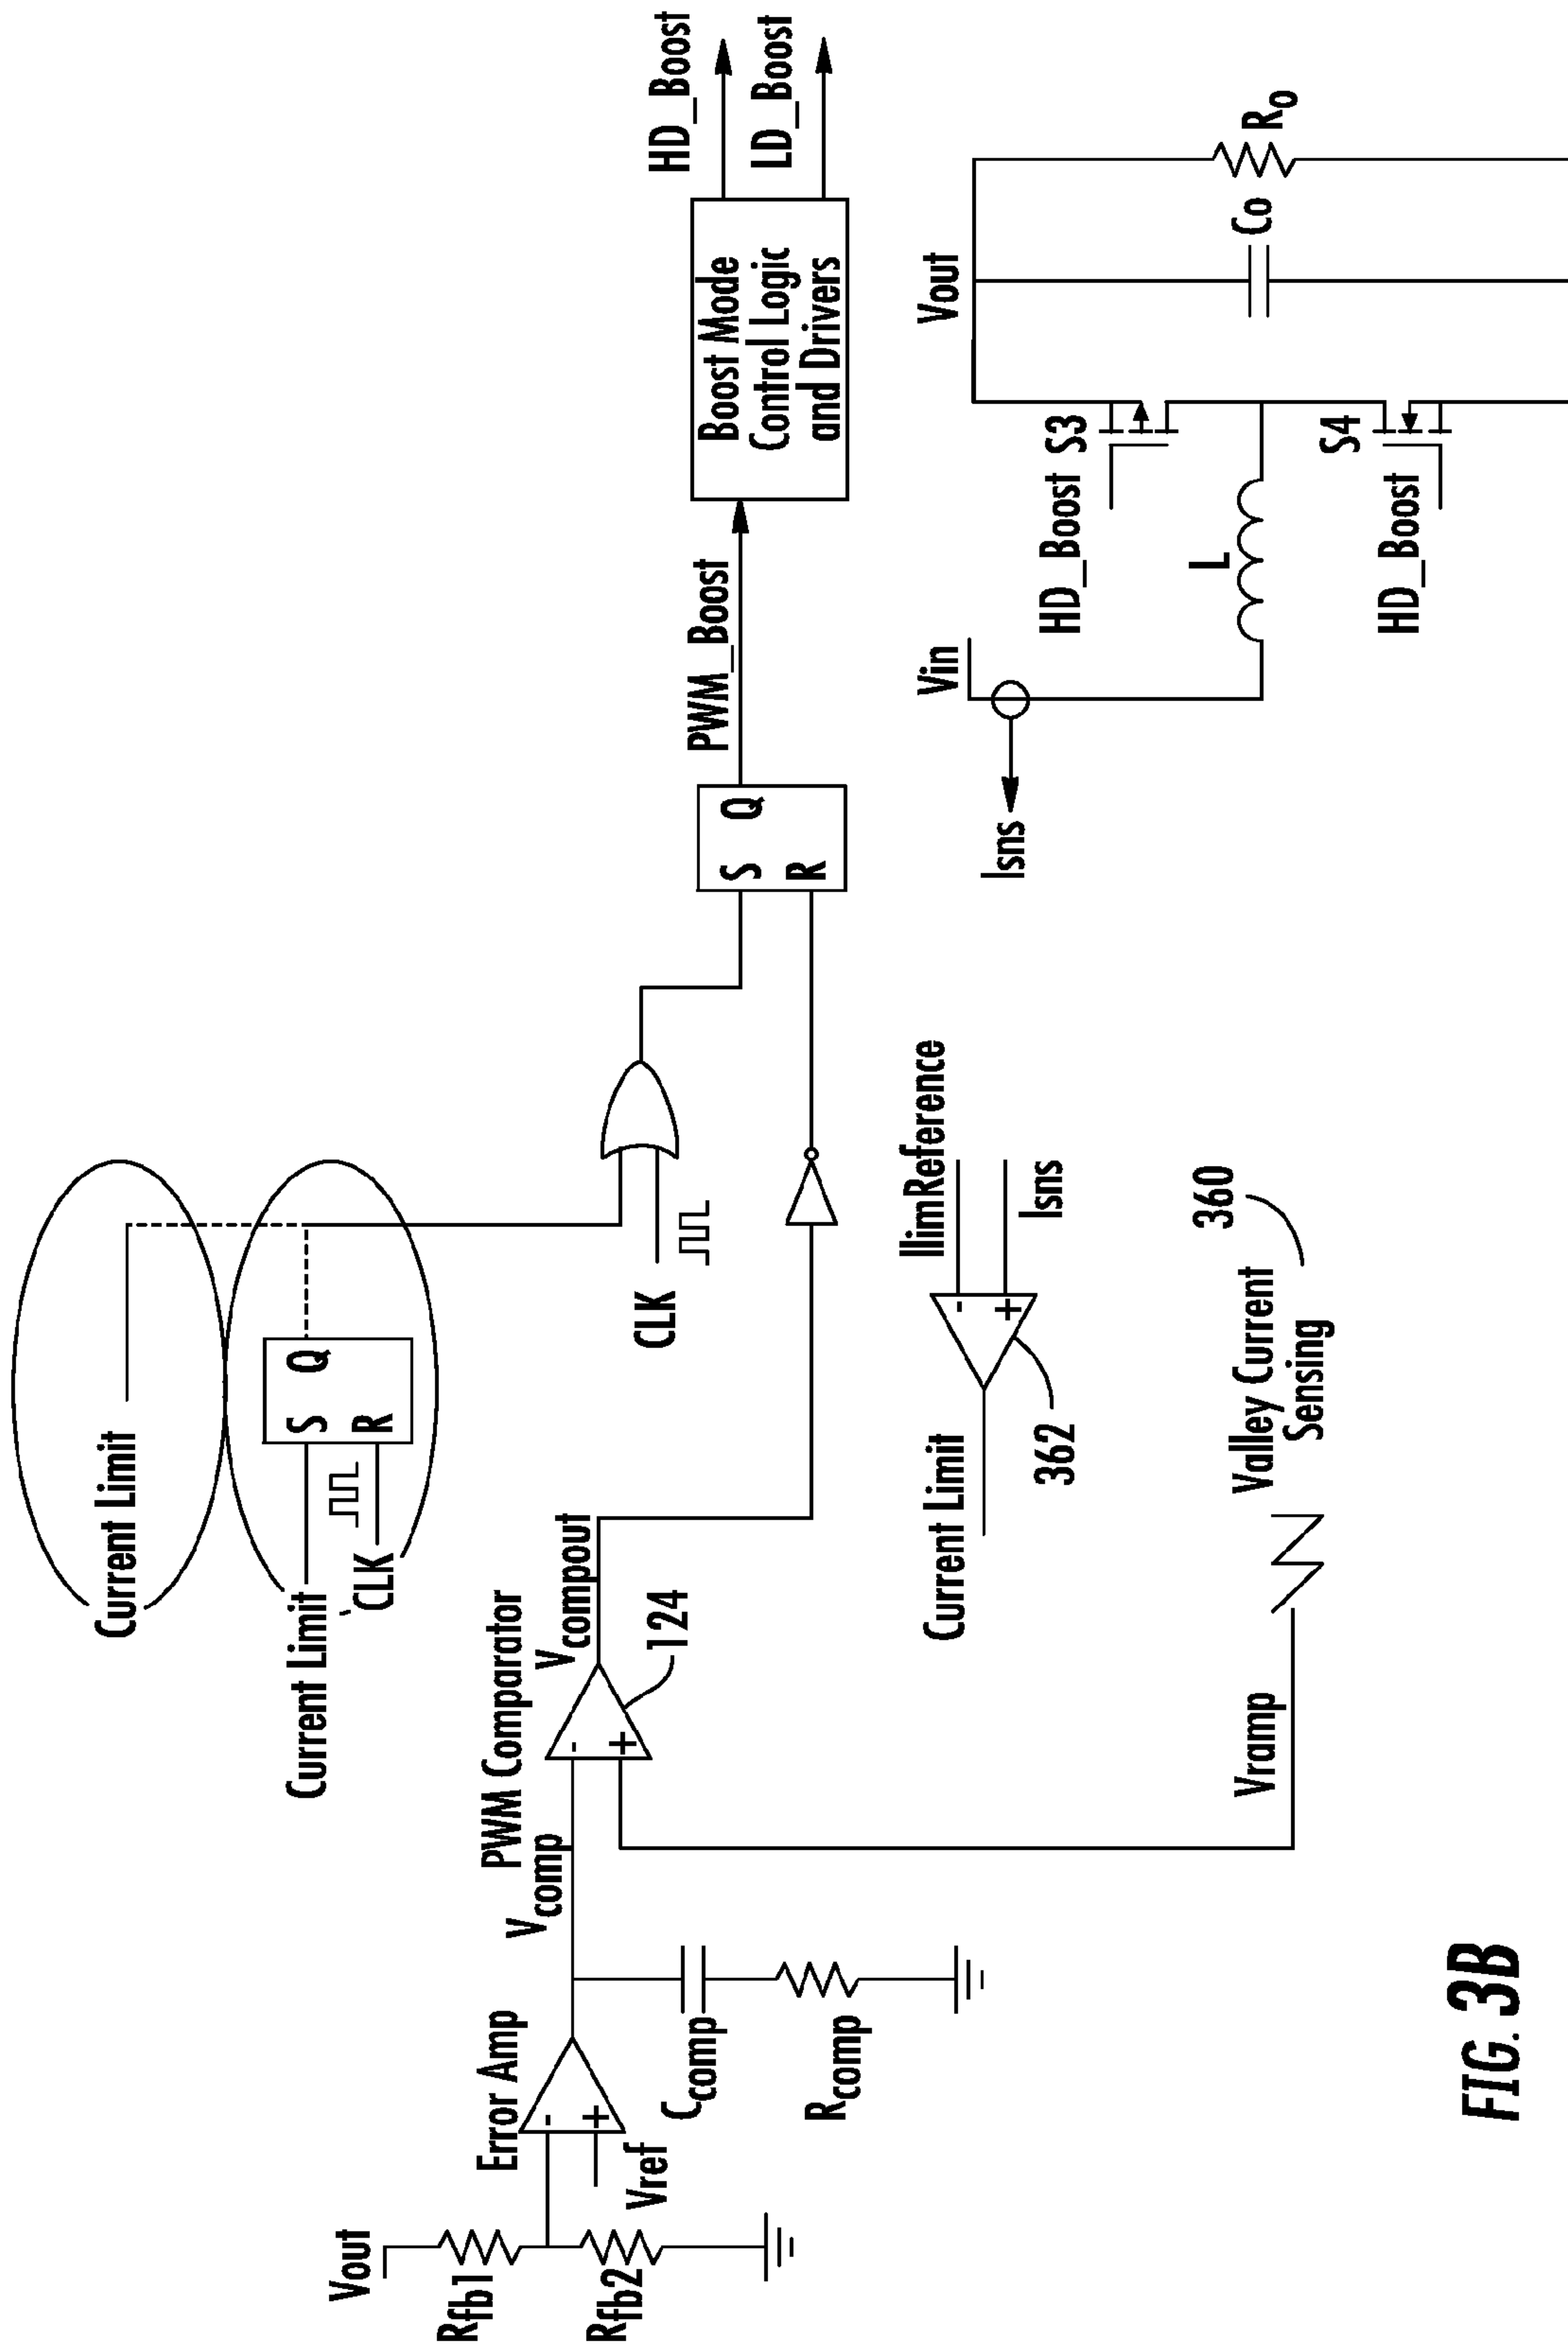 Current Limit
Current Limit
CLK
S Q
R
HD_Boost
LD_Boost
Vout
Rfb1
Rfb2
Error Amp
-
+
Vref
Ccomp
Rcomp
Vcomp
PWM Comparator
-
+
Vcompout
124
CLK
S Q
R
PWM_Boost
Boost Mode
Control Logic
and Drivers
Current Limit
362
-
+
IlimReference
Isns
Isns
Vin
Vout
HD_Boost S3
L
HD_Boost
S4
Co
Ro
Vramp
Valley Current
Sensing
360
FIG. 3B